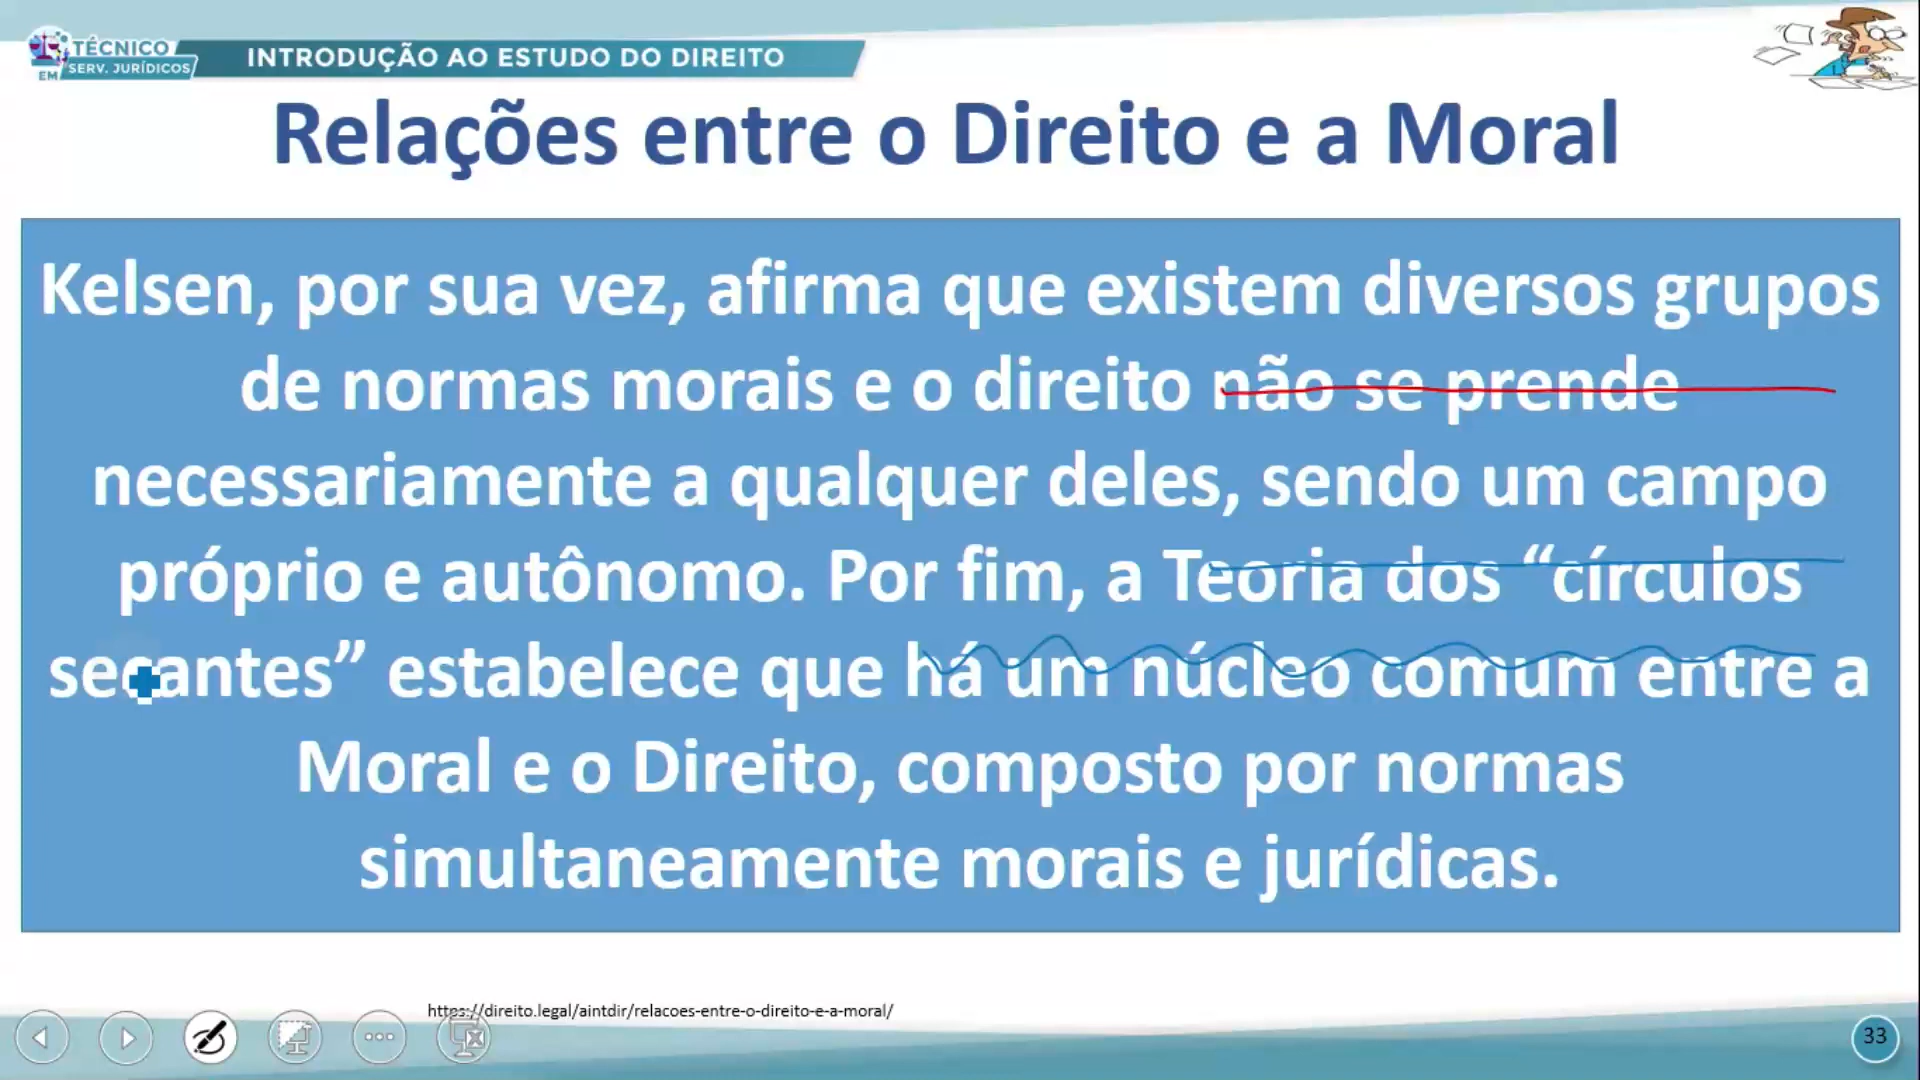 TÉCNICO
EM SERV. JURÍDICOS
INTRODUÇÃO AO ESTUDO DO DIREITO
Relações entre o Direito e a Moral
Kelsen, por sua vez, afirma que existem diversos grupos
de normas morais e o direito não se prende
necessariamente a qualquer deles, sendo um campo
próprio e autônomo. Por fim, a Teoria dos “círculos
secantes” estabelece que há um núcleo comum entre a
Moral e o Direito, composto por normas
simultaneamente morais e jurídicas.
https://direito.legal/aintdir/relacoes-entre-o-direito-e-a-moral/
33